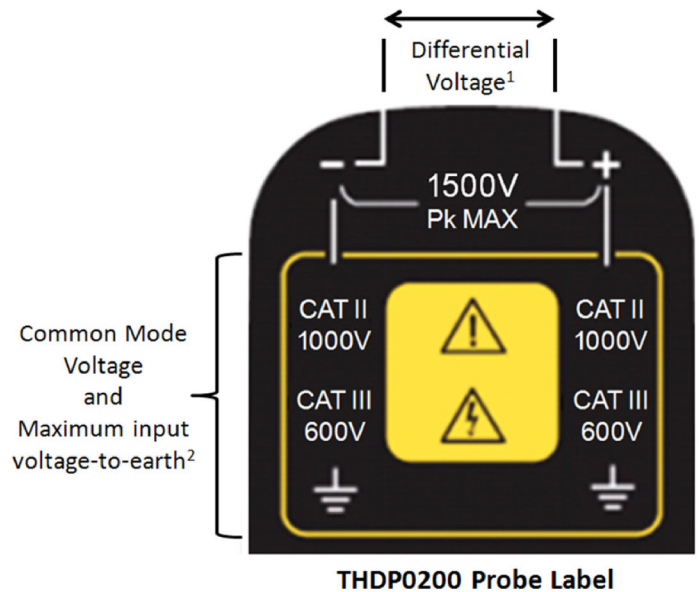 Differential
Voltage¹
- +
1500V
Pk MAX
Common Mode
Voltage
and
Maximum input
voltage-to-earth²
CAT II
1000V
CAT III
600V
CAT II
1000V
CAT III
600V
THDP0200 Probe Label